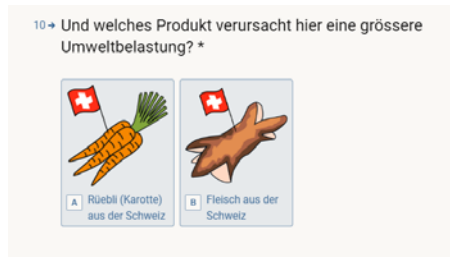 10→ Und welches Produkt verursacht hier eine grössere
Umweltbelastung? *
A Rüebli (Karotte)
aus der Schweiz
B Fleisch aus der
Schweiz